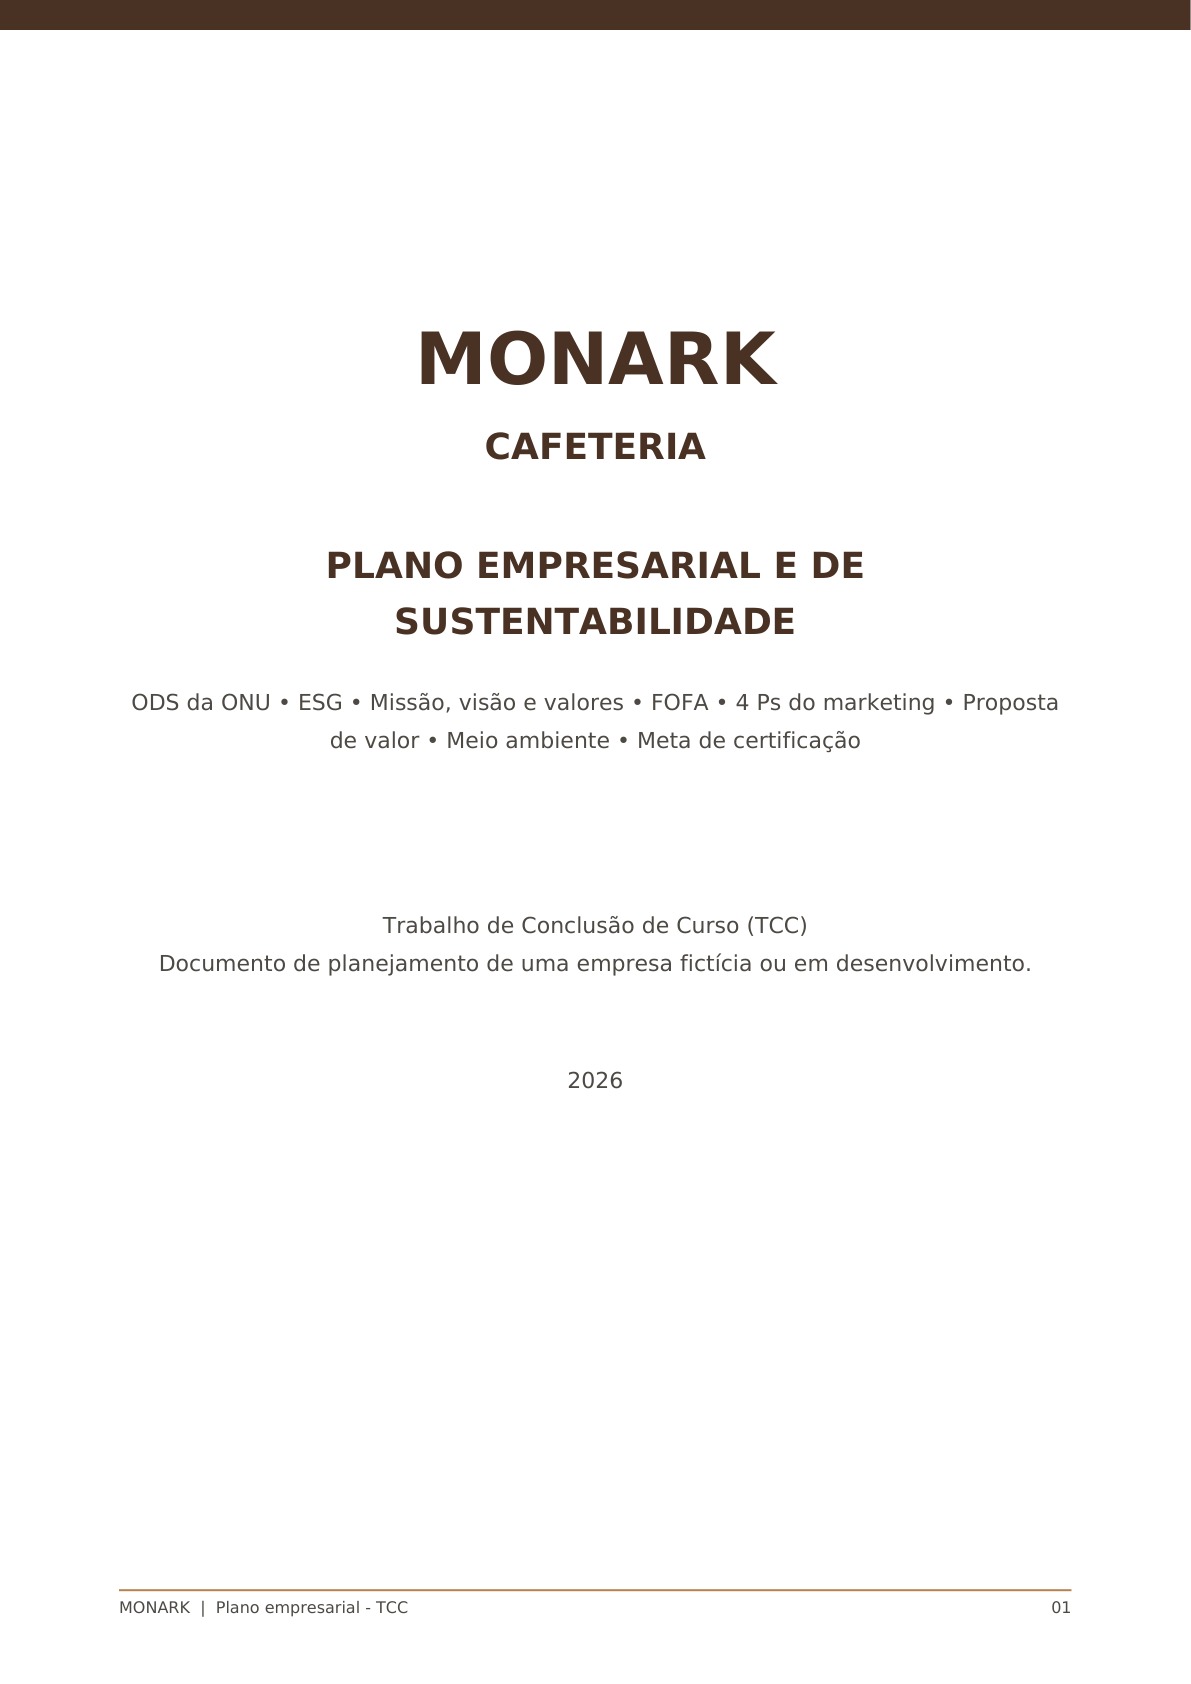 MONARK
CAFETERIA
PLANO EMPRESARIAL E DE
SUSTENTABILIDADE
ODS da ONU • ESG • Missão, visão e valores • FOFA • 4 Ps do marketing • Proposta
de valor • Meio ambiente • Meta de certificação
Trabalho de Conclusão de Curso (TCC)
Documento de planejamento de uma empresa fictícia ou em desenvolvimento.
2026
MONARK | Plano empresarial - TCC 01